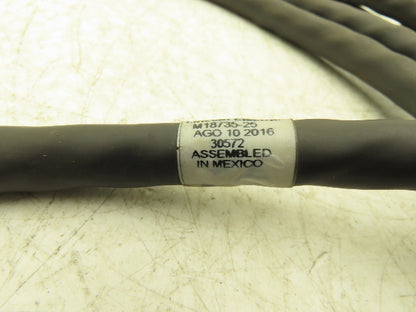 M18735-25
AGO 10 2016
30572
ASSEMBLED
IN MEXICO